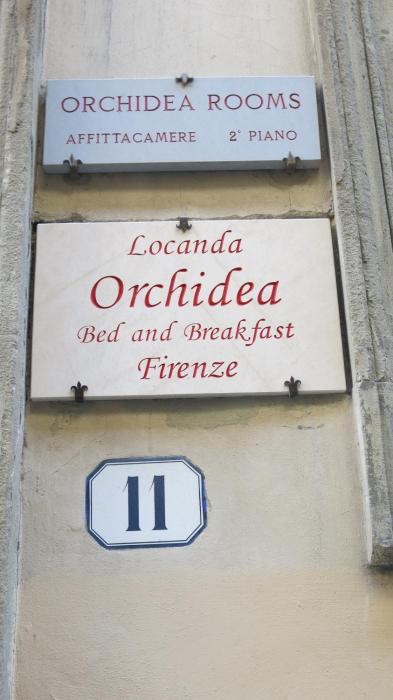 ORCHIDEA ROOMS
AFFITTACAMERE 2° PIANO
Locanda
Orchidea
Bed and Breakfast
Firenze
11